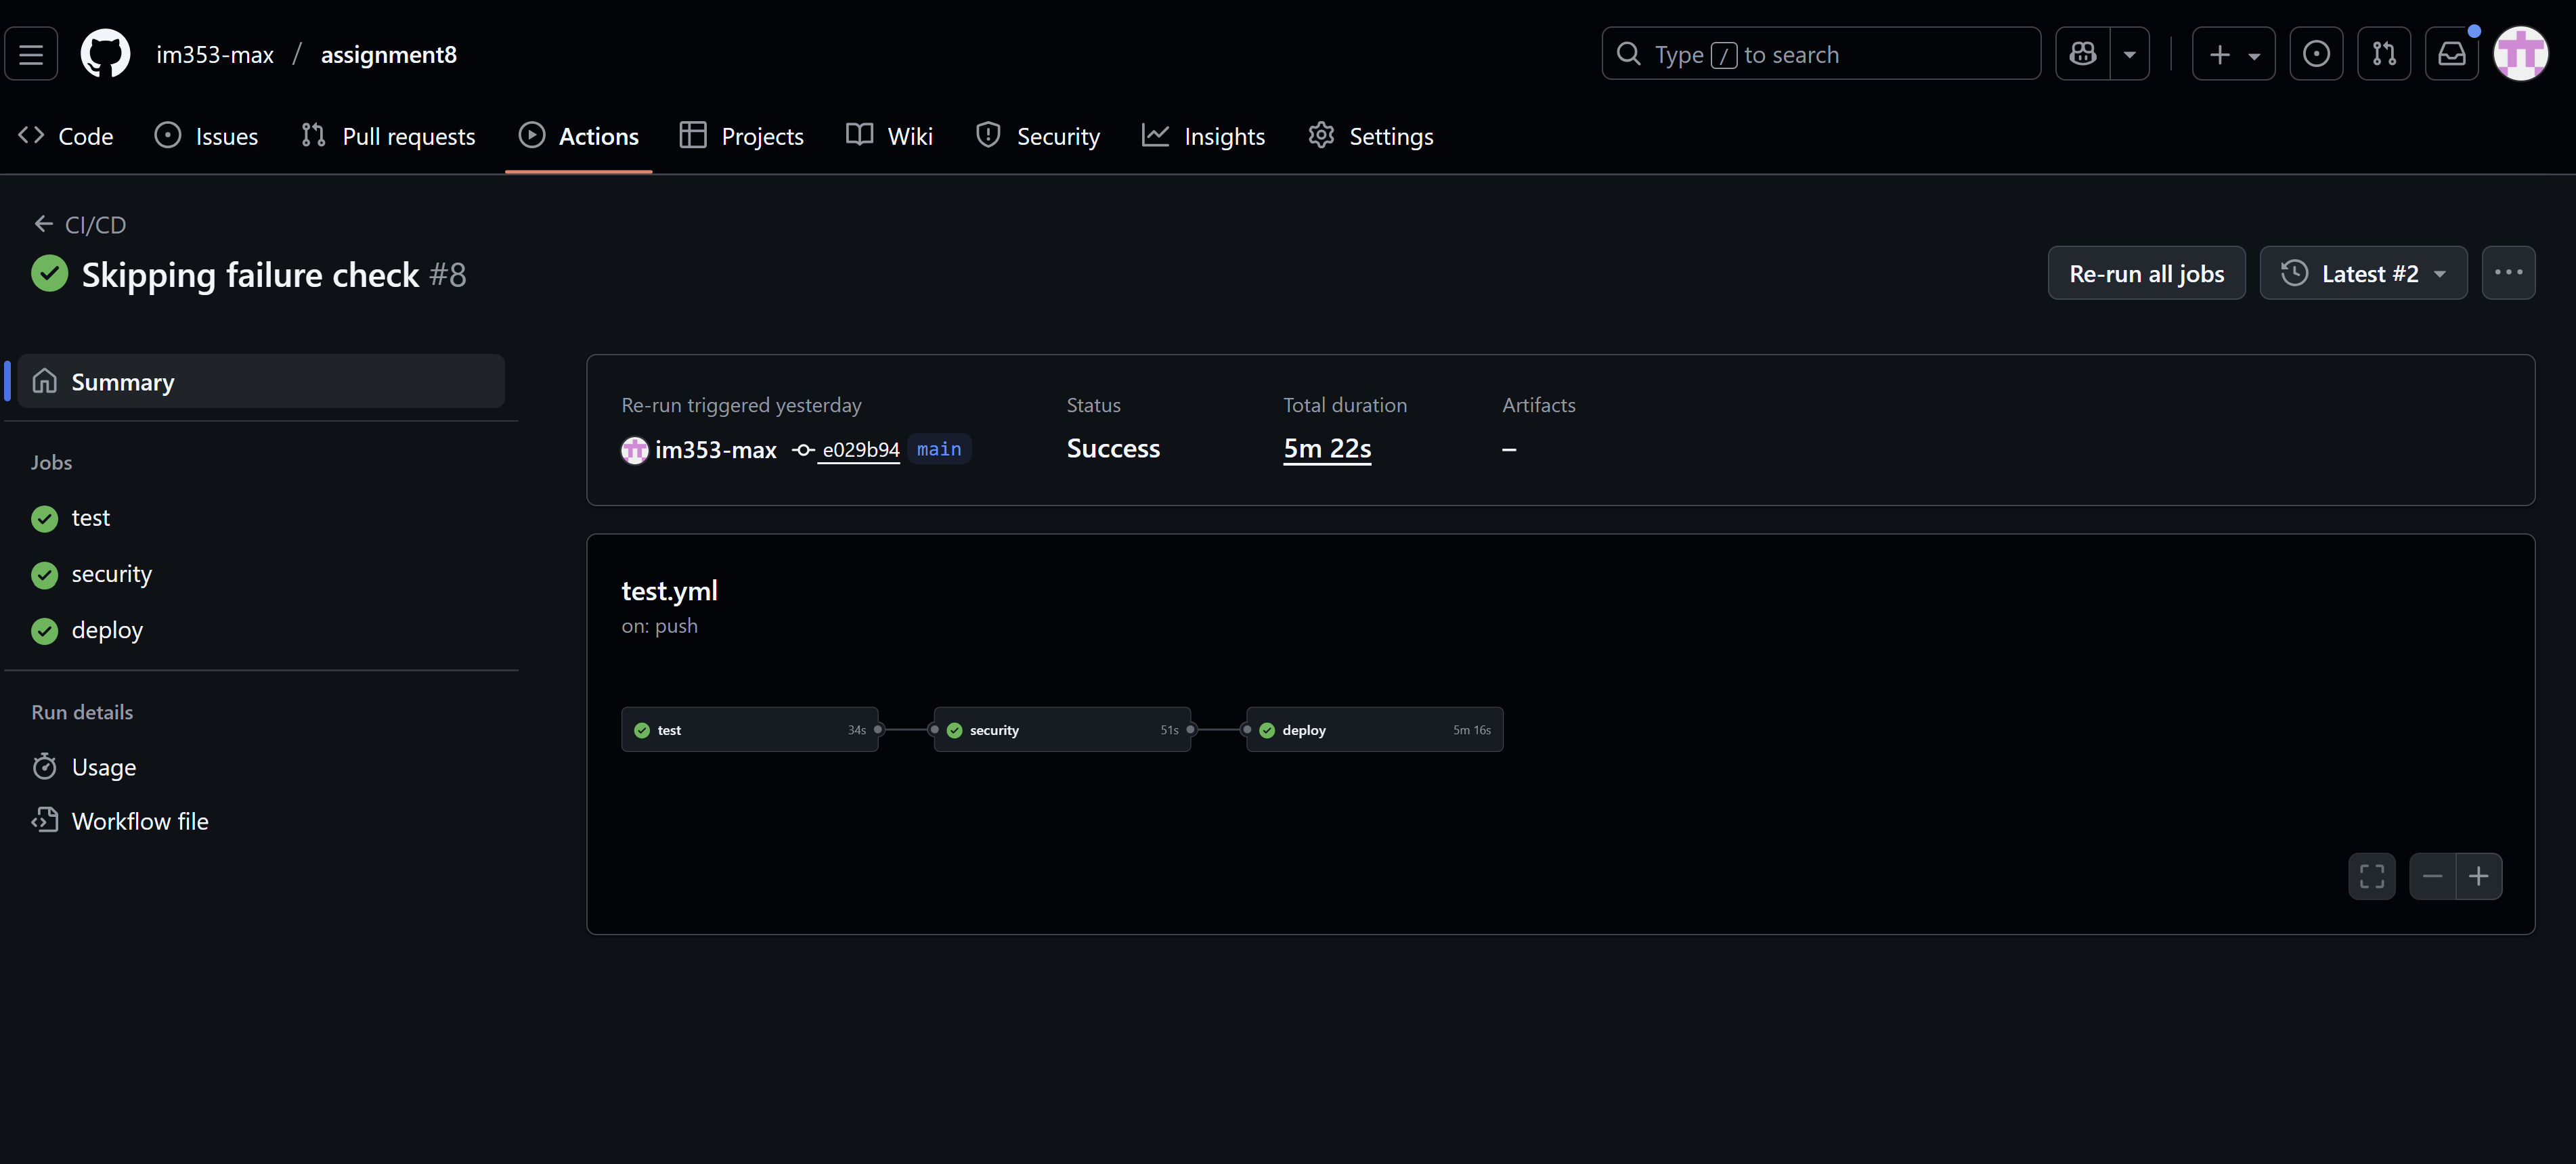 im353-max / assignment8
Type / to search
Code Issues Pull requests Actions Projects Wiki Security Insights Settings
← CI/CD
Skipping failure check #8
Re-run all jobs
Latest #2
Summary
Jobs
test
security
deploy
Run details
Usage
Workflow file
Re-run triggered yesterday
im353-max e029b94 main
Status
Success
Total duration
5m 22s
Artifacts
–
test.yml
on: push
test 34s
security 51s
deploy 5m 16s